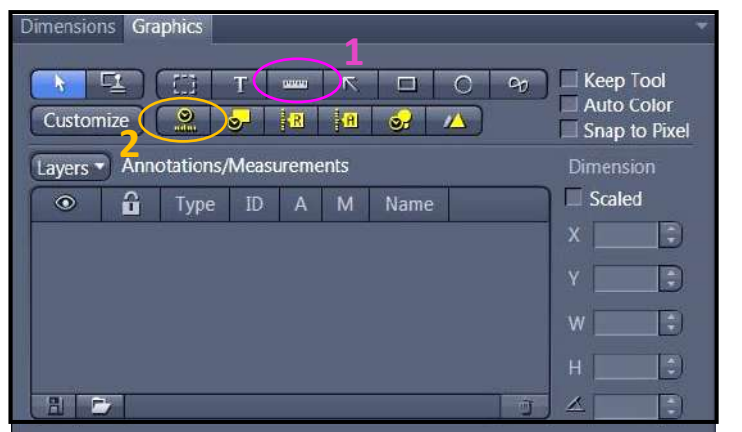 Dimensions Graphics
1
T
Keep Tool
Auto Color
Snap to Pixel
Customize
2
Layers Annotations/Measurements
Dimension
Type ID A M Name
Scaled
X
Y
W
H